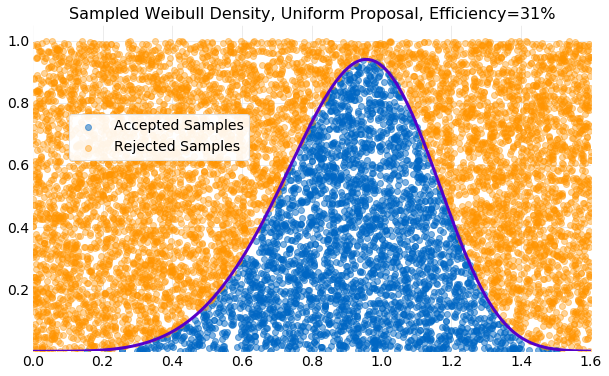 Sampled Weibull Density, Uniform Proposal, Efficiency=31%
1.0
0.8
0.6
0.4
0.2
Accepted Samples
Rejected Samples
0.0 0.2 0.4 0.6 0.8 1.0 1.2 1.4 1.6